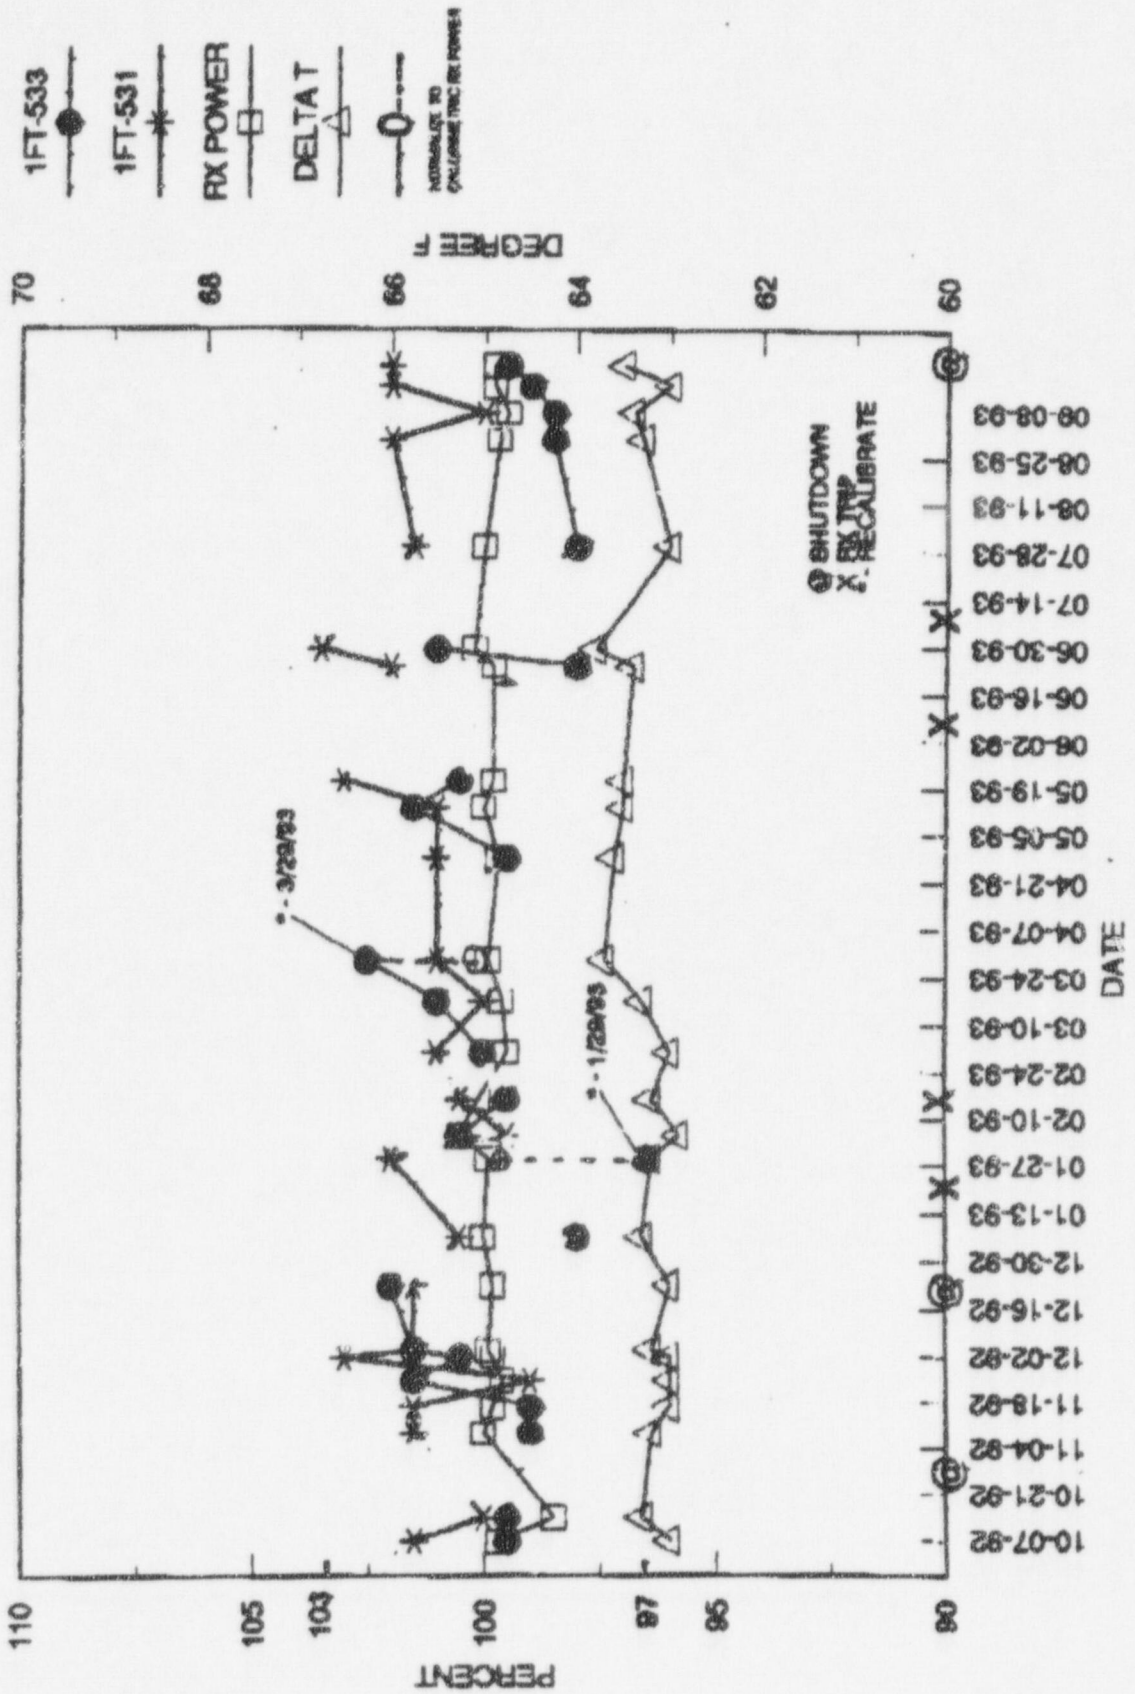 1FT-533
1FT-531
RX POWER
DELTA T
NORMALIZE TO
CALORIMETRIC RX POWER
PERCENT
110
105
103
100
97
95
90
DEGREE F
70
68
66
64
62
60
* - 3/29/93
* - 1/29/93
@ SHUTDOWN
X RX TRIP
* - RECALIBRATE
10-07-92
10-21-92
11-04-92
11-18-92
12-02-92
12-16-92
12-30-92
01-13-93
01-27-93
02-10-93
02-24-93
03-10-93
03-24-93
04-07-93
04-21-93
05-05-93
05-19-93
06-02-93
06-16-93
06-30-93
07-14-93
07-28-93
08-11-93
08-25-93
09-08-93
DATE